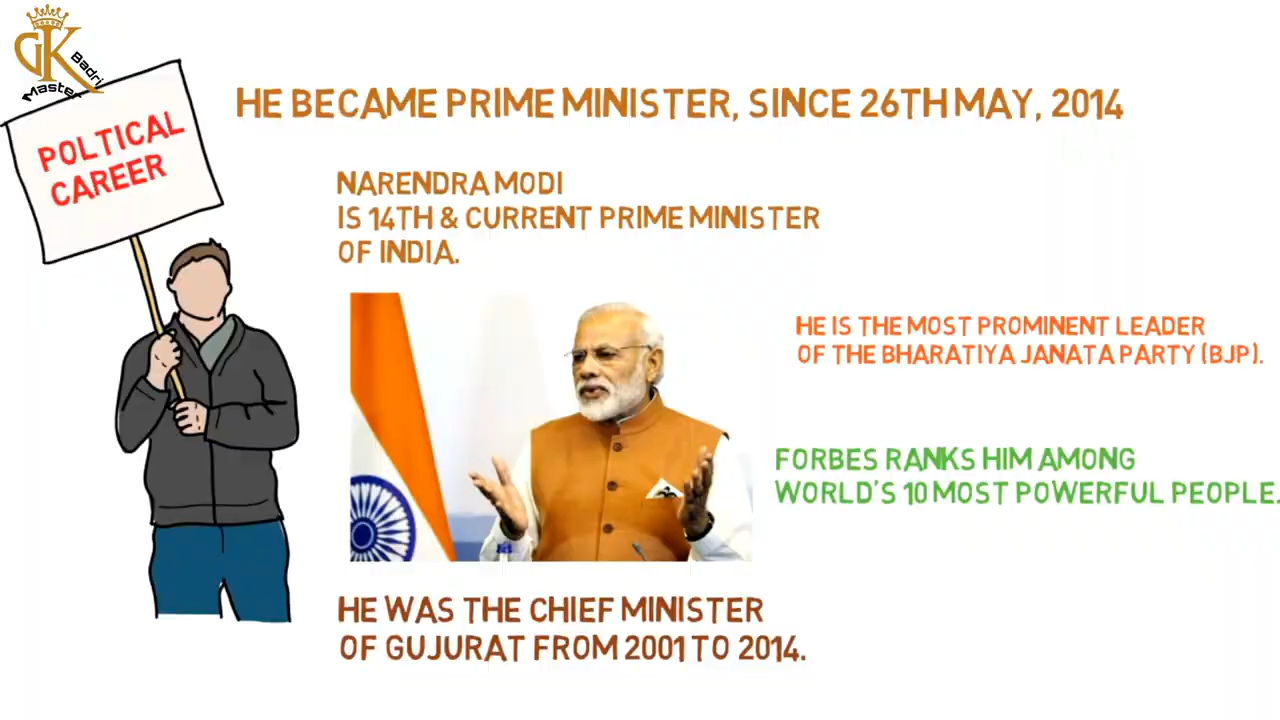 GK
Badri
Master
POLTICAL
CAREER
HE BECAME PRIME MINISTER, SINCE 26TH MAY, 2014
NARENDRA MODI
IS 14TH & CURRENT PRIME MINISTER
OF INDIA.
HE IS THE MOST PROMINENT LEADER
OF THE BHARATIYA JANATA PARTY (BJP).
FORBES RANKS HIM AMONG
WORLD'S 10 MOST POWERFUL PEOPLE.
HE WAS THE CHIEF MINISTER
OF GUJURAT FROM 2001 TO 2014.